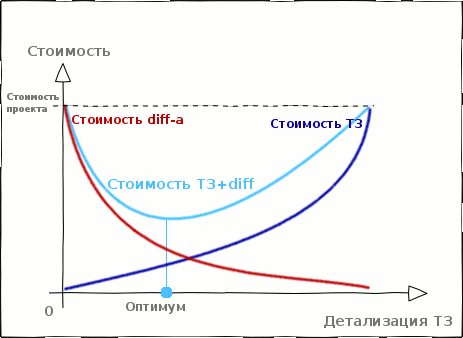 Стоимость
Стоимость
проекта
Стоимость diff-а
Стоимость ТЗ
Стоимость ТЗ+diff
0
Оптимум
Детализация ТЗ